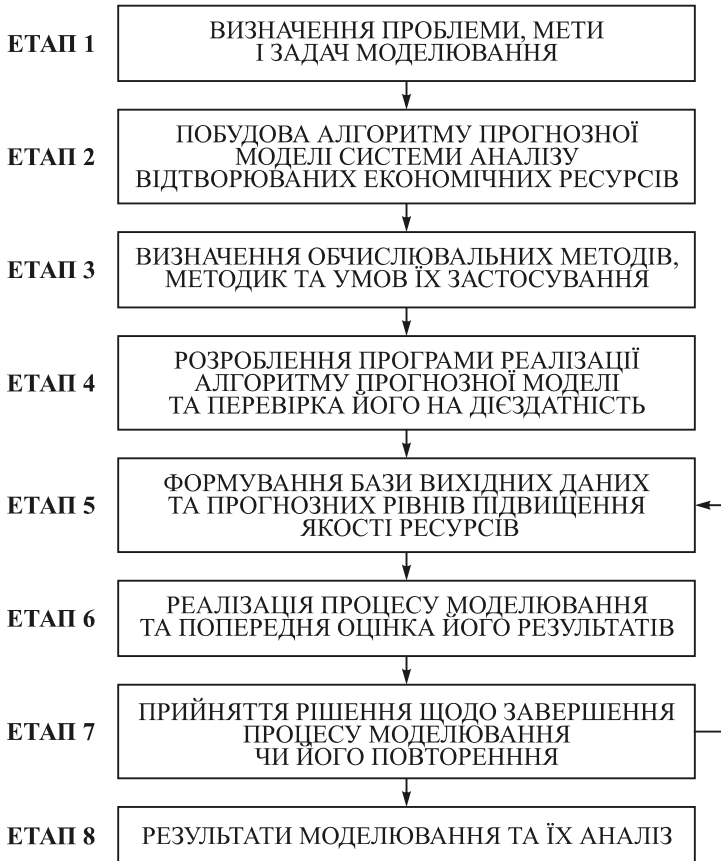 ЕТАП 1
ВИЗНАЧЕННЯ ПРОБЛЕМИ, МЕТИ
І ЗАДАЧ МОДЕЛЮВАННЯ
ЕТАП 2
ПОБУДОВА АЛГОРИТМУ ПРОГНОЗНОЇ
МОДЕЛІ СИСТЕМИ АНАЛІЗУ
ВІДТВОРЮВАНИХ ЕКОНОМІЧНИХ РЕСУРСІВ
ЕТАП 3
ВИЗНАЧЕННЯ ОБЧИСЛЮВАЛЬНИХ МЕТОДІВ,
МЕТОДИК ТА УМОВ ЇХ ЗАСТОСУВАННЯ
ЕТАП 4
РОЗРОБЛЕННЯ ПРОГРАМИ РЕАЛІЗАЦІЇ
АЛГОРИТМУ ПРОГНОЗНОЇ МОДЕЛІ
ТА ПЕРЕВІРКА ЙОГО НА ДІЄЗДАТНІСТЬ
ЕТАП 5
ФОРМУВАННЯ БАЗИ ВИХІДНИХ ДАНИХ
ТА ПРОГНОЗНИХ РІВНІВ ПІДВИЩЕННЯ
ЯКОСТІ РЕСУРСІВ
ЕТАП 6
РЕАЛІЗАЦІЯ ПРОЦЕСУ МОДЕЛЮВАННЯ
ТА ПОПЕРЕДНЯ ОЦІНКА ЙОГО РЕЗУЛЬТАТІВ
ЕТАП 7
ПРИЙНЯТТЯ РІШЕННЯ ЩОДО ЗАВЕРШЕННЯ
ПРОЦЕСУ МОДЕЛЮВАННЯ
ЧИ ЙОГО ПОВТОРЕНННЯ
ЕТАП 8
РЕЗУЛЬТАТИ МОДЕЛЮВАННЯ ТА ЇХ АНАЛІЗ